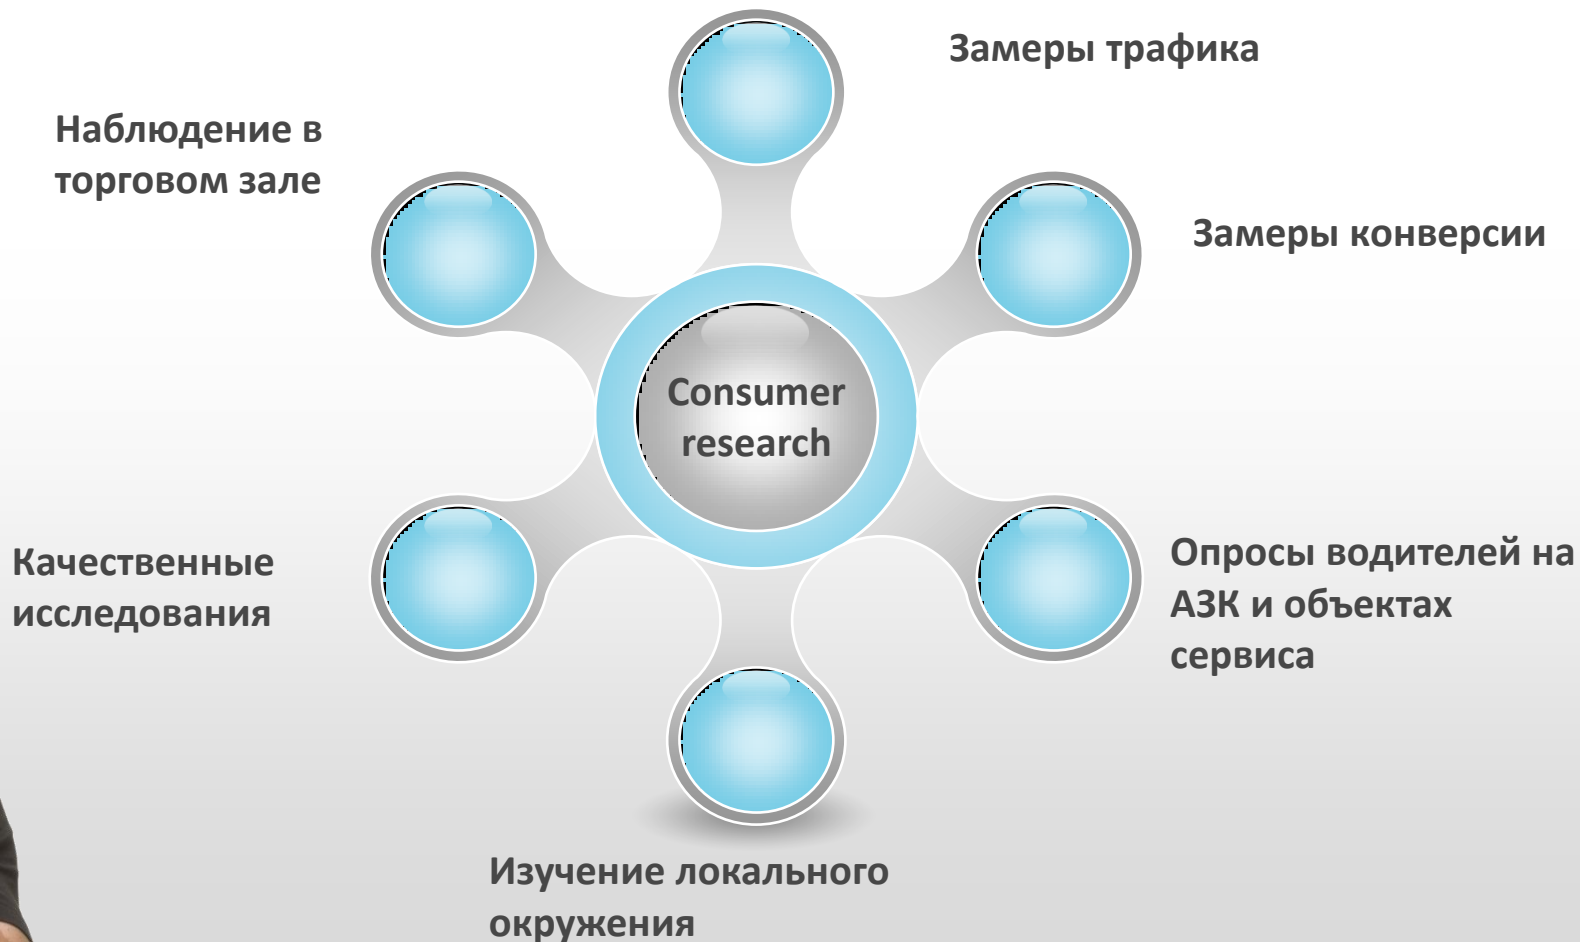 Замеры трафика
Наблюдение в
торговом зале
Замеры конверсии
Consumer
research
Качественные
исследования
Опросы водителей на
АЗК и объектах
сервиса
Изучение локального
окружения